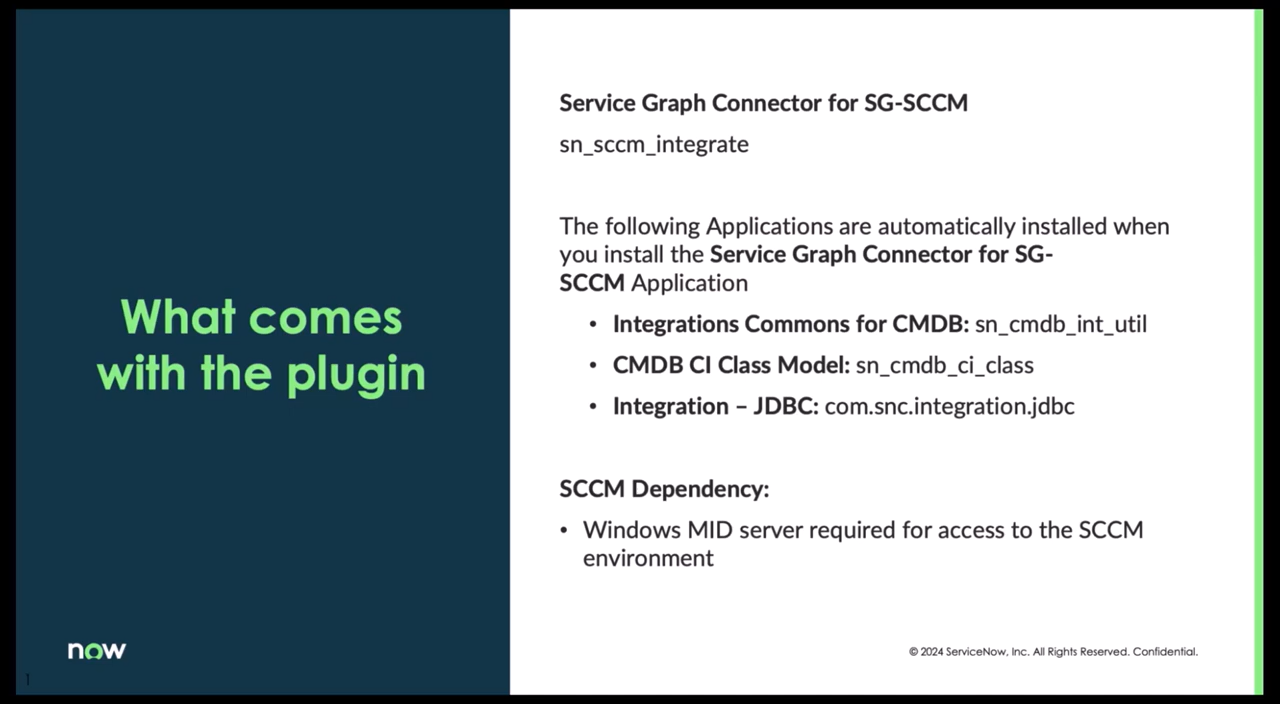 What comes
with the plugin
now
1
Service Graph Connector for SG-SCCM
sn_sccm_integrate
The following Applications are automatically installed when
you install the Service Graph Connector for SG-
SCCM Application
• Integrations Commons for CMDB: sn_cmdb_int_util
• CMDB CI Class Model: sn_cmdb_ci_class
• Integration – JDBC: com.snc.integration.jdbc
SCCM Dependency:
• Windows MID server required for access to the SCCM
environment
© 2024 ServiceNow, Inc. All Rights Reserved. Confidential.